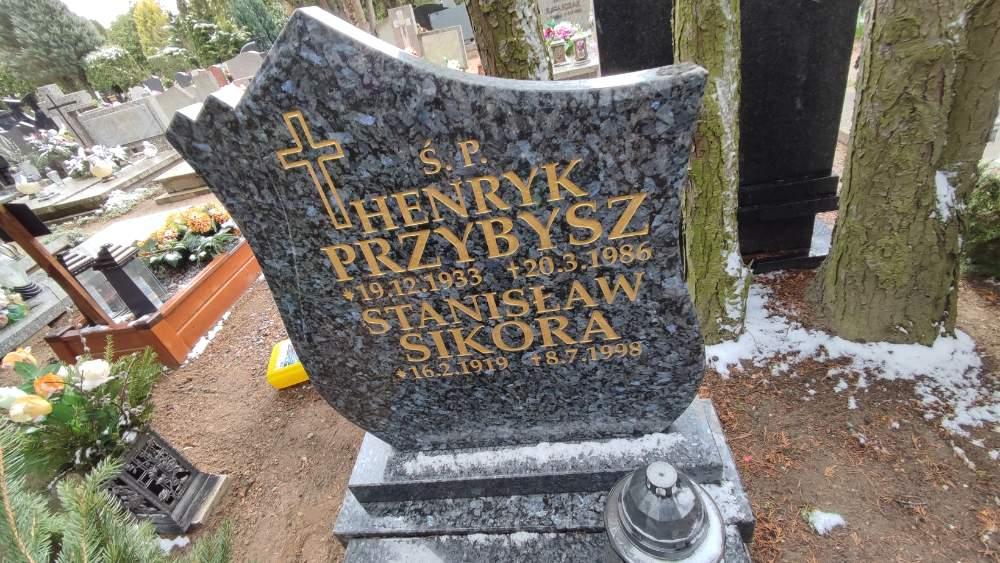 Ś. P.
HENRYK
PRZYBYSZ
*19.12.1933 +20.3.1986
STANISŁAW
SIKORA
*16.2.1919 +8.7.1998